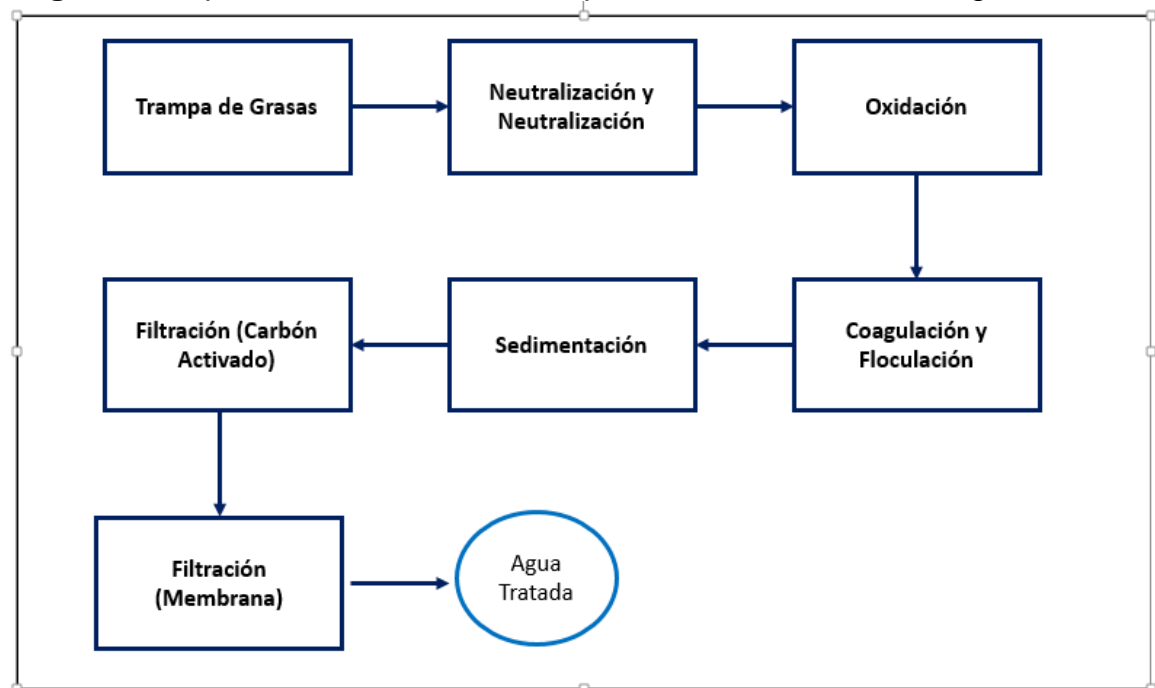 Trampa de Grasas
Neutralización y
Neutralización
Oxidación
Coagulación y
Floculación
Sedimentación
Filtración (Carbón
Activado)
Filtración
(Membrana)
Agua
Tratada